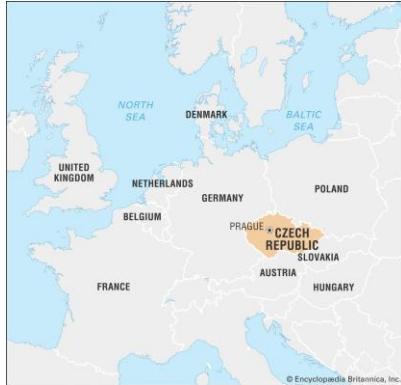 NORTH
SEA
DENMARK
BALTIC
SEA
UNITED
KINGDOM
NETHERLANDS
GERMANY
POLAND
BELGIUM
PRAGUE
CZECH
REPUBLIC
SLOVAKIA
AUSTRIA
FRANCE
HUNGARY
© Encyclopædia Britannica, Inc.